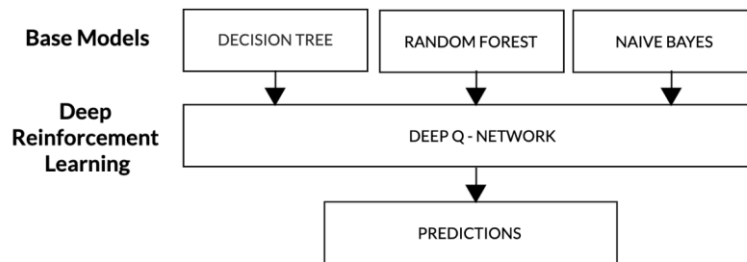 Base Models
DECISION TREE
RANDOM FOREST
NAIVE BAYES
Deep
Reinforcement
Learning
DEEP Q - NETWORK
PREDICTIONS